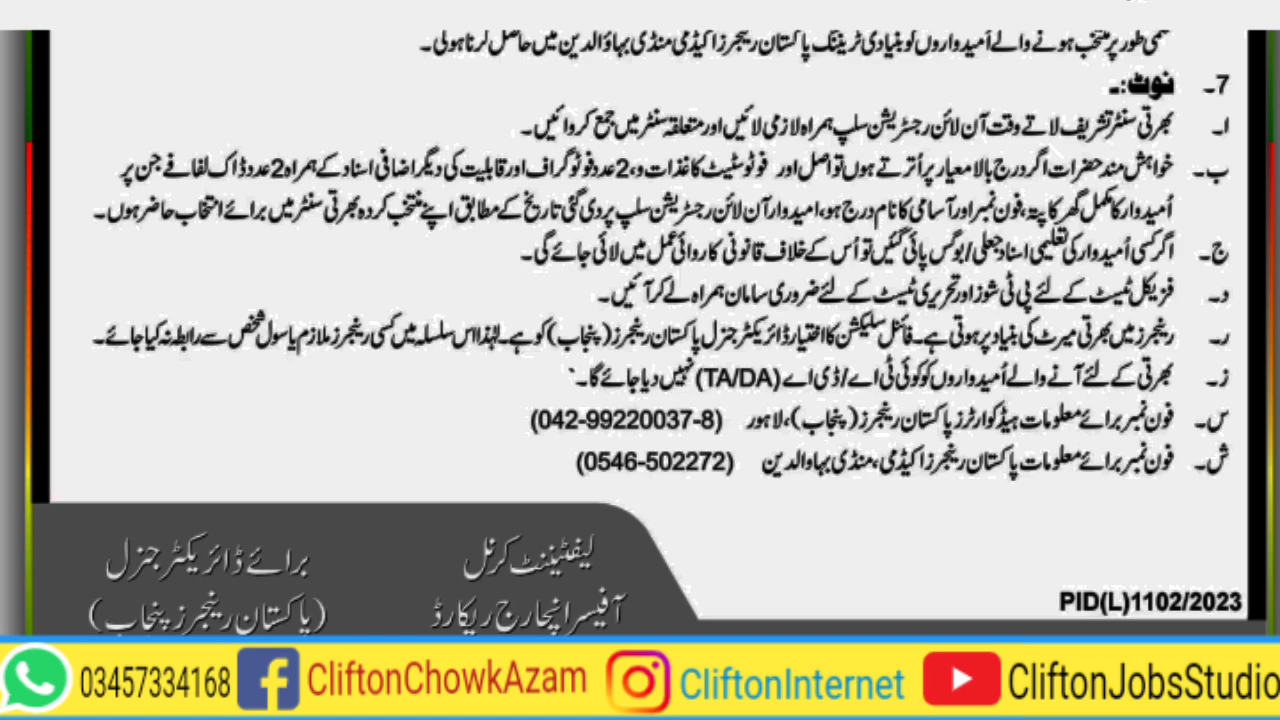 طور پر منتخب ہونے والے اُمیدواروں کو بنیادی ٹریننگ پاکستان رینجرز اکیڈمی منڈی بہاؤالدین میں حاصل کرنا ہوگی۔
7۔ نوٹ:۔
ا۔ بھرتی سنٹر تشریف لاتے وقت آن لائن رجسٹریشن سلپ ہمراہ لازمی لائیں اور متعلقہ سنٹر میں جمع کروائیں۔
ب۔ خواہش مند حضرات اگر درج بالا معیار پر اُترتے ہوں تو اصل اور فوٹو سٹیٹ کاغذات و، 2 عدد فوٹو گراف اور قابلیت کی دیگر اضافی اسناد کے ہمراہ 2 عدد ڈاک لفافے جن پر
اُمیدوار کا مکمل گھر کا پتہ، فون نمبر اور آسامی کا نام درج ہو، امیدوار آن لائن رجسٹریشن سلپ پر دی گئی تاریخ کے مطابق اپنے منتخب کردہ بھرتی سنٹر میں برائے انتخاب حاضر ہوں۔
ج۔ اگر کسی اُمیدوار کی تعلیمی اسناد جعلی/بوگس پائی گئیں تو اُس کے خلاف قانونی کاروائی عمل میں لائی جائے گی۔
د۔ فزیکل ٹیسٹ کے لئے پی ٹی شوز اور تحریری ٹیسٹ کے لئے ضروری سامان ہمراہ لے کر آئیں۔
ر۔ رینجرز میں بھرتی میرٹ کی بنیاد پر ہوتی ہے۔ فائنل سلیکشن کا اختیار ڈائریکٹر جنرل پاکستان رینجرز (پنجاب) کو ہے۔ لہٰذا اس سلسلہ میں کسی رینجرز ملازم یا سول شخص سے رابطہ نہ کیا جائے۔
ز۔ بھرتی کے لئے آنے والے اُمیدواروں کو کوئی ٹی اے/ڈی اے (TA/DA) نہیں دیا جائے گا۔
س۔ فون نمبر برائے معلومات ہیڈکوارٹرز پاکستان رینجرز (پنجاب)، لاہور (042-99220037-8)
ش۔ فون نمبر برائے معلومات پاکستان رینجرز اکیڈمی، منڈی بہاوالدین (0546-502272)
لیفٹیننٹ کرنل برائے ڈائریکٹر جنرل
آفیسر انچارج ریکارڈ (پاکستان رینجرز پنجاب)
PID(L)1102/2023
03457334168 CliftonChowkAzam CliftonInternet CliftonJobsStudio